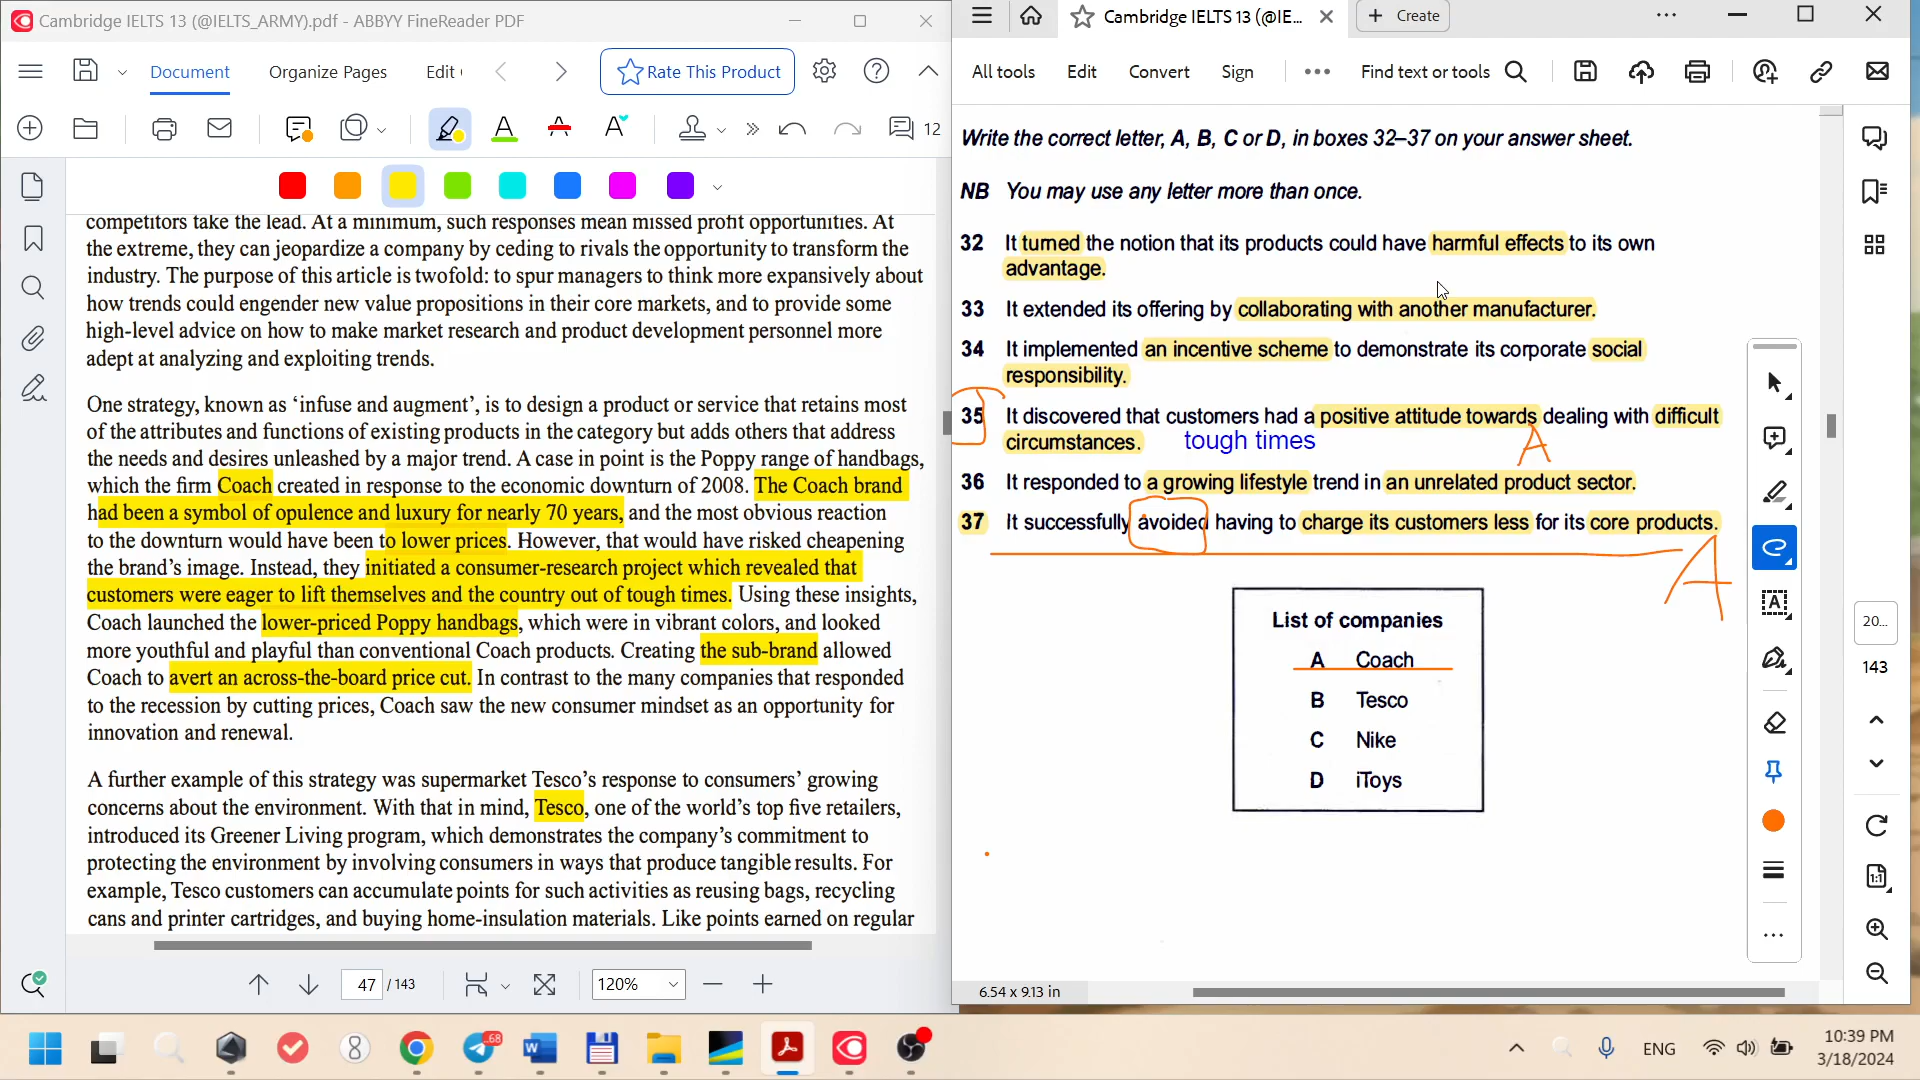 Cambridge IELTS 13 (@IELTS_ARMY).pdf - ABBYY FineReader PDF
Document
Organize Pages
Edit
Rate This Product
12
competitors take the lead. At a minimum, such responses mean missed profit opportunities. At
the extreme, they can jeopardize a company by ceding to rivals the opportunity to transform the
industry. The purpose of this article is twofold: to spur managers to think more expansively about
how trends could engender new value propositions in their core markets, and to provide some
high-level advice on how to make market research and product development personnel more
adept at analyzing and exploiting trends.
One strategy, known as ‘infuse and augment’, is to design a product or service that retains most
of the attributes and functions of existing products in the category but adds others that address
the needs and desires unleashed by a major trend. A case in point is the Poppy range of handbags,
which the firm Coach created in response to the economic downturn of 2008. The Coach brand
had been a symbol of opulence and luxury for nearly 70 years, and the most obvious reaction
to the downturn would have been to lower prices. However, that would have risked cheapening
the brand’s image. Instead, they initiated a consumer-research project which revealed that
customers were eager to lift themselves and the country out of tough times. Using these insights,
Coach launched the lower-priced Poppy handbags, which were in vibrant colors, and looked
more youthful and playful than conventional Coach products. Creating the sub-brand allowed
Coach to avert an across-the-board price cut. In contrast to the many companies that responded
to the recession by cutting prices, Coach saw the new consumer mindset as an opportunity for
innovation and renewal.
A further example of this strategy was supermarket Tesco’s response to consumers’ growing
concerns about the environment. With that in mind, Tesco, one of the world’s top five retailers,
introduced its Greener Living program, which demonstrates the company’s commitment to
protecting the environment by involving consumers in ways that produce tangible results. For
example, Tesco customers can accumulate points for such activities as reusing bags, recycling
cans and printer cartridges, and buying home-insulation materials. Like points earned on regular
47 / 143
120%
Cambridge IELTS 13 (@IE...
Create
All tools
Edit
Convert
Sign
Find text or tools
Write the correct letter, A, B, C or D, in boxes 32–37 on your answer sheet.
NB You may use any letter more than once.
32 It turned the notion that its products could have harmful effects to its own
advantage.
33 It extended its offering by collaborating with another manufacturer.
34 It implemented an incentive scheme to demonstrate its corporate social
responsibility.
35 It discovered that customers had a positive attitude towards dealing with difficult
circumstances. tough times A
36 It responded to a growing lifestyle trend in an unrelated product sector.
37 It successfully avoided having to charge its customers less for its core products.
A
List of companies
A Coach
B Tesco
C Nike
D iToys
20...
143
1:1
6.54 x 9.13 in
68
ENG
10:39 PM
3/18/2024